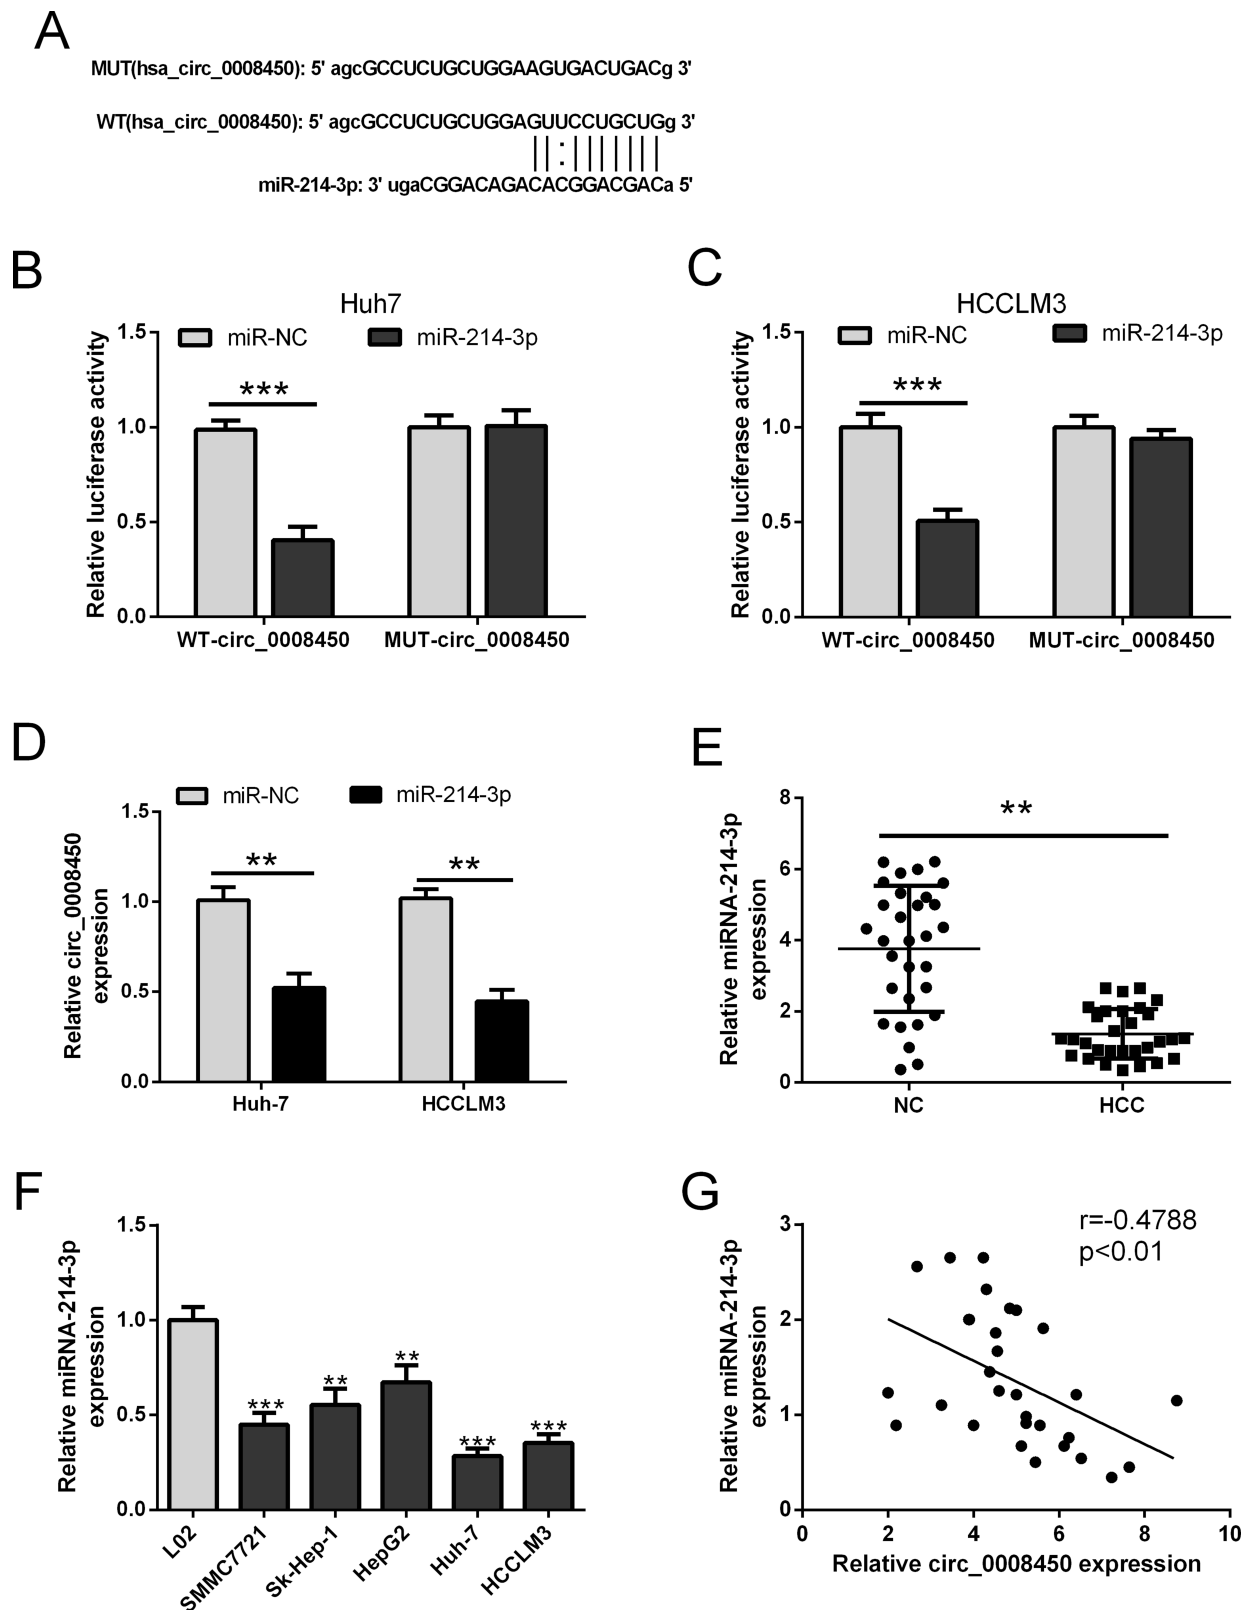 A
MUT(hsa_circ_0008450): 5' agcGCCUCUGCUGGAAGUGACUGACg 3'
WT(hsa_circ_0008450): 5' agcGCCUCUGCUGGAGUUCCUGCUGg 3'
||:|||||||
miR-214-3p: 3' ugaCGGACAGACACGGACGACa 5'
B
Huh7
miR-NC miR-214-3p
Relative luciferase activity
1.5
1.0
0.5
0.0
***
WT-circ_0008450 MUT-circ_0008450
C
HCCLM3
miR-NC miR-214-3p
Relative luciferase activity
1.5
1.0
0.5
0.0
***
WT-circ_0008450 MUT-circ_0008450
D
miR-NC miR-214-3p
Relative circ_0008450
expression
1.5
1.0
0.5
0.0
** **
Huh-7 HCCLM3
E
Relative miRNA-214-3p
expression
8
6
4
2
0
**
NC HCC
F
Relative miRNA-214-3p
expression
1.5
1.0
0.5
0.0
*** ** ** *** ***
L02 SMMC7721 Sk-Hep-1 HepG2 Huh-7 HCCLM3
G
r=-0.4788
p<0.01
Relative miRNA-214-3p
expression
3
2
1
0
0 2 4 6 8 10
Relative circ_0008450 expression